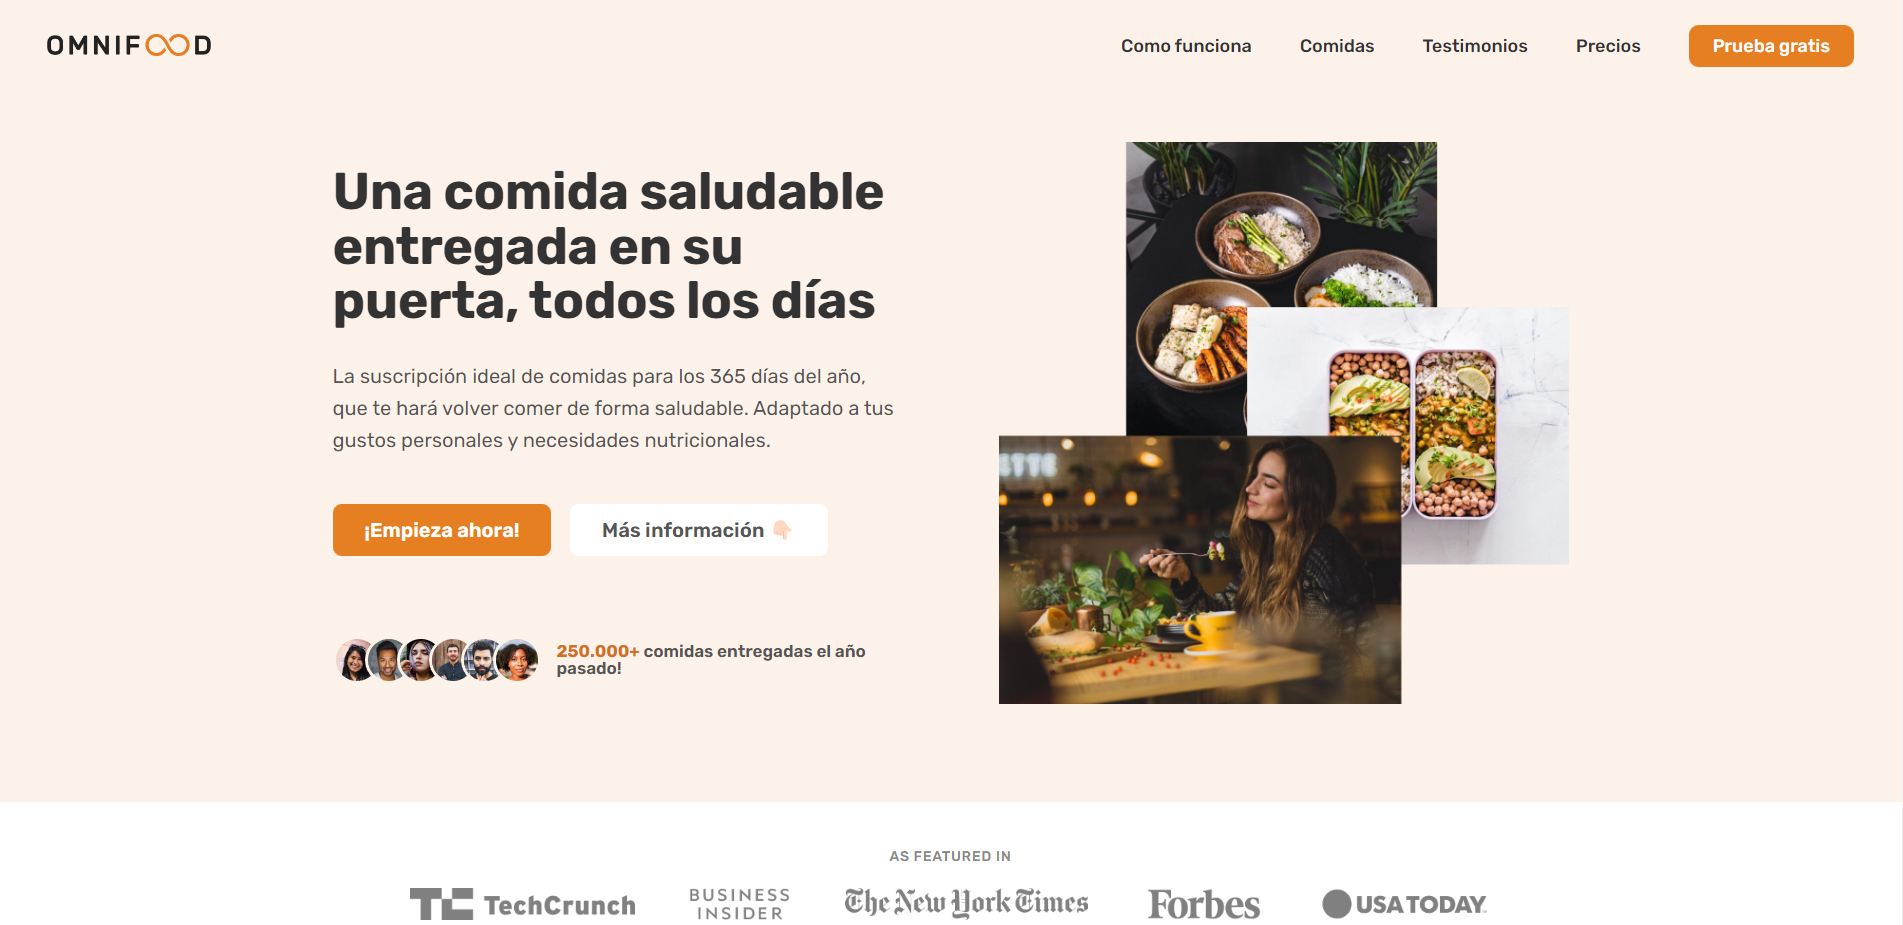 OMNIFOOD
Como funciona
Comidas
Testimonios
Precios
Prueba gratis
Una comida saludable
entregada en su
puerta, todos los días
La suscripción ideal de comidas para los 365 días del año,
que te hará volver comer de forma saludable. Adaptado a tus
gustos personales y necesidades nutricionales.
¡Empieza ahora!
Más información 👇🏻
250.000+ comidas entregadas el año
pasado!
ETTE
AS FEATURED IN
TC TechCrunch
BUSINESS
INSIDER
The New York Times
Forbes
USA TODAY